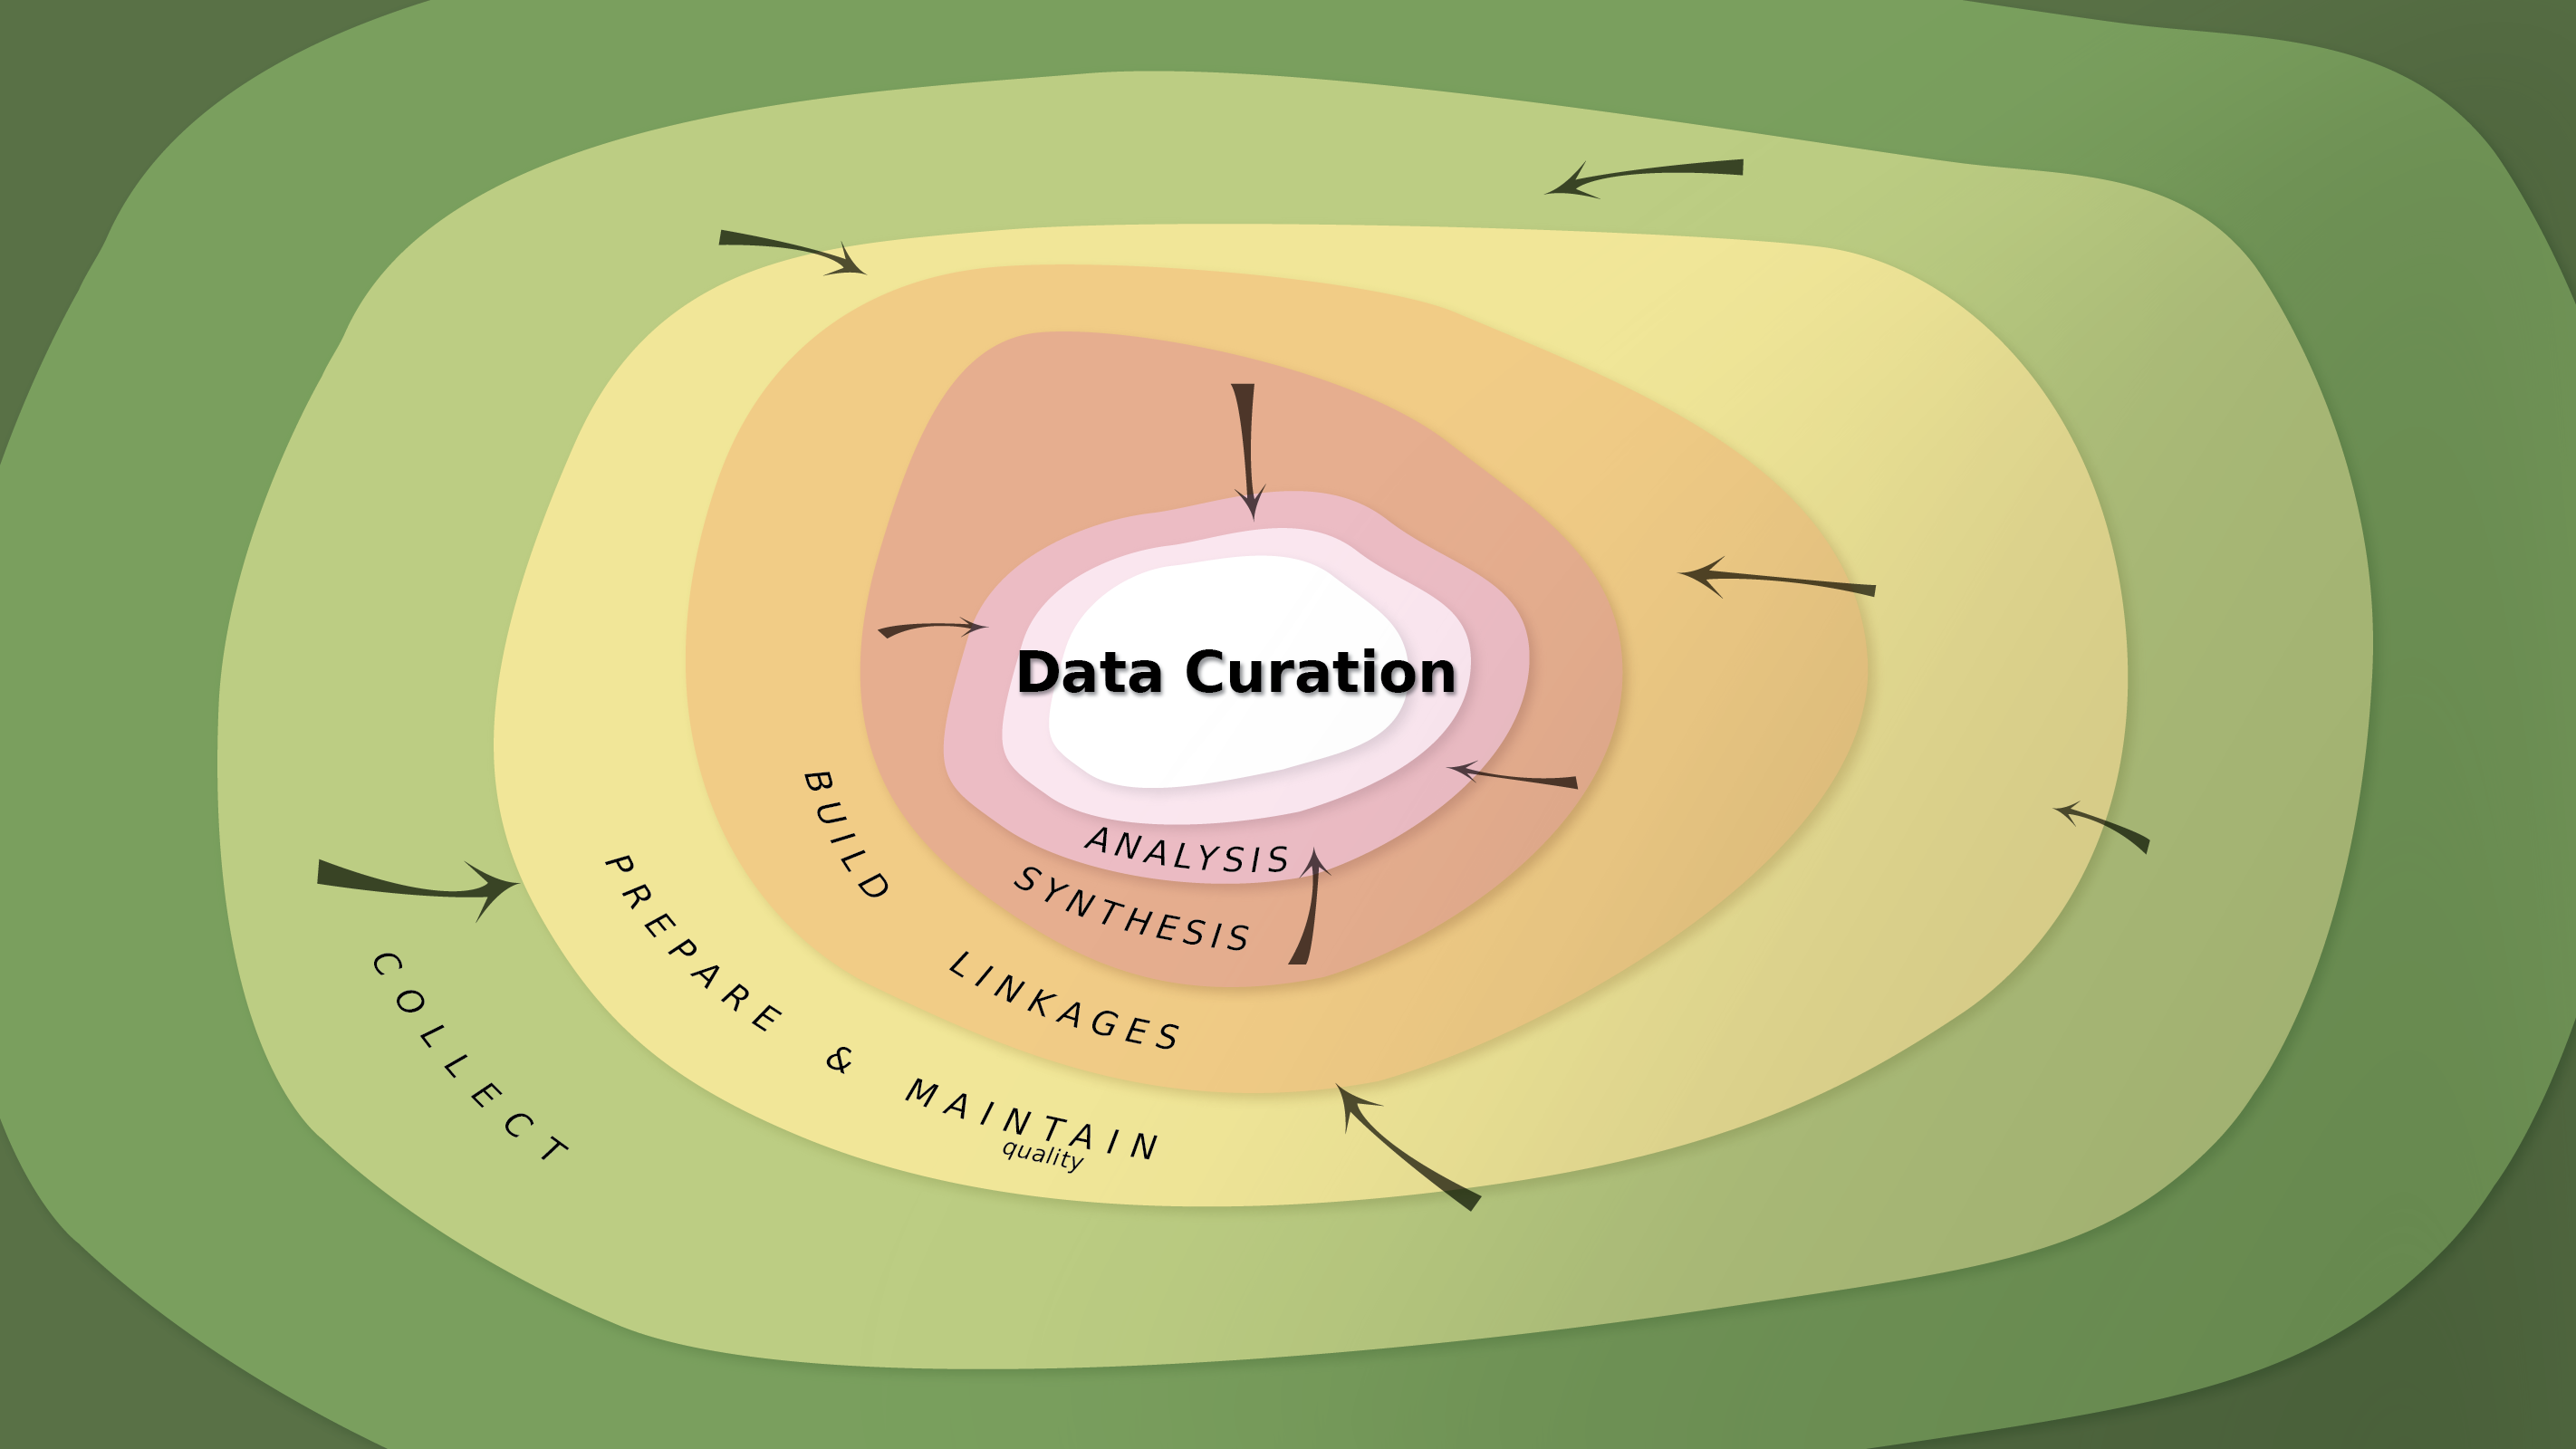 Data Curation
ANALYSIS
SYNTHESIS
BUILD LINKAGES
PREPARE & MAINTAIN
quality
COLLECT